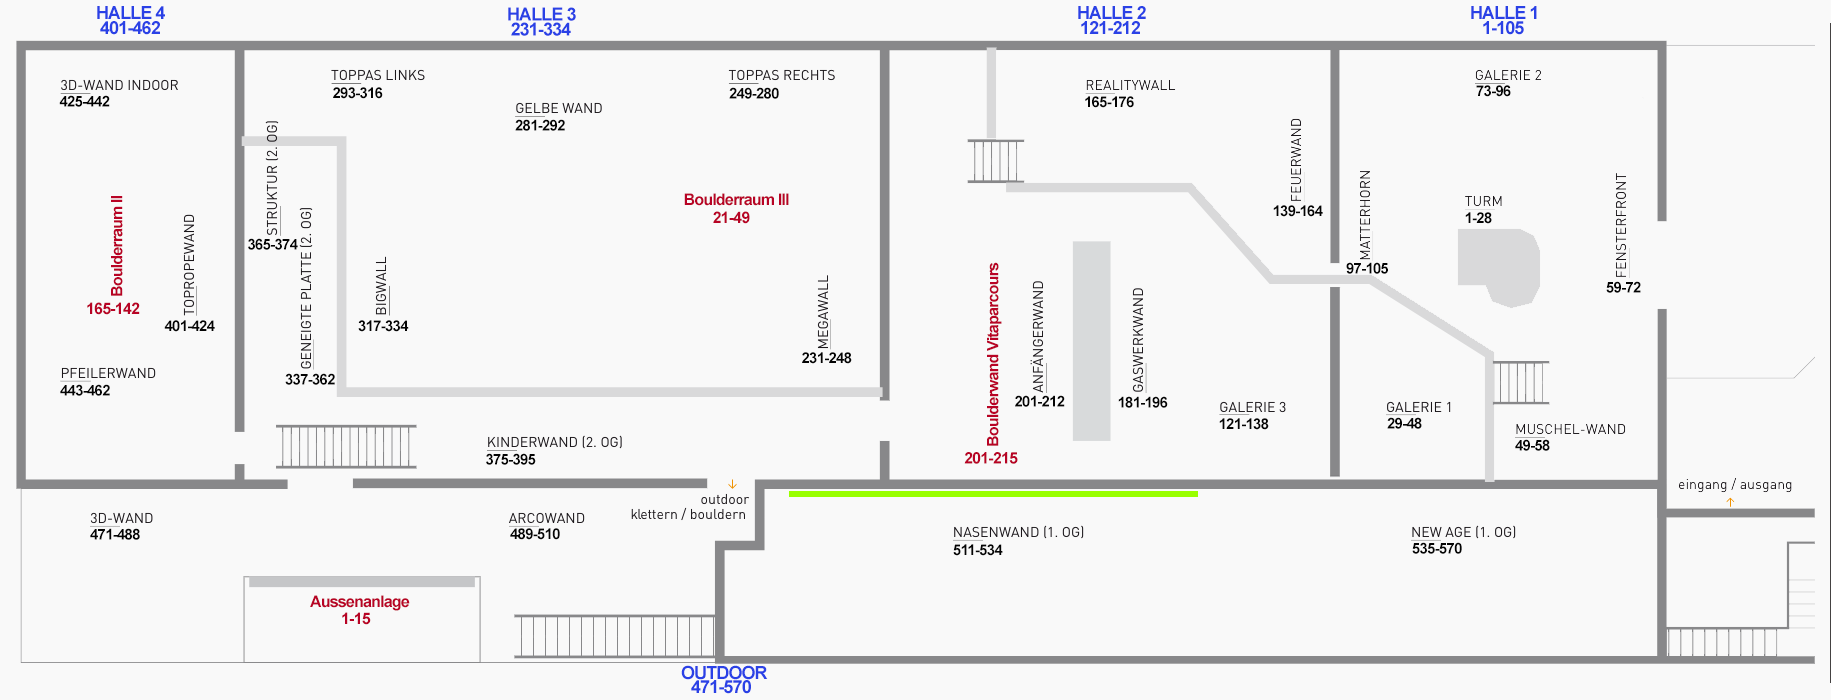 HALLE 4
401-462
HALLE 3
231-334
HALLE 2
121-212
HALLE 1
1-105
3D-WAND INDOOR
425-442
Boulderraum II
165-142
TOPROPEWAND
401-424
PFEILERWAND
443-462
TOPPAS LINKS
293-316
GELBE WAND
281-292
TOPPAS RECHTS
249-280
STRUKTUR (2. OG)
365-374
GENEIGTE PLATTE (2. OG)
337-362
BIGWALL
317-334
Boulderraum III
21-49
MEGAWALL
231-248
KINDERWAND (2. OG)
375-395
REALITYWALL
165-176
FEUERWAND
139-164
Boulderwand Vitaparcours
201-215
ANFÄNGERWAND
201-212
GASWERKWAND
181-196
GALERIE 3
121-138
GALERIE 2
73-96
MATTERHORN
97-105
TURM
1-28
FENSTERFRONT
59-72
GALERIE 1
29-48
MUSCHEL-WAND
49-58
eingang / ausgang
outdoor
klettern / bouldern
3D-WAND
471-488
ARCOWAND
489-510
NASENWAND (1. OG)
511-534
NEW AGE (1. OG)
535-570
Aussenanlage
1-15
OUTDOOR
471-570